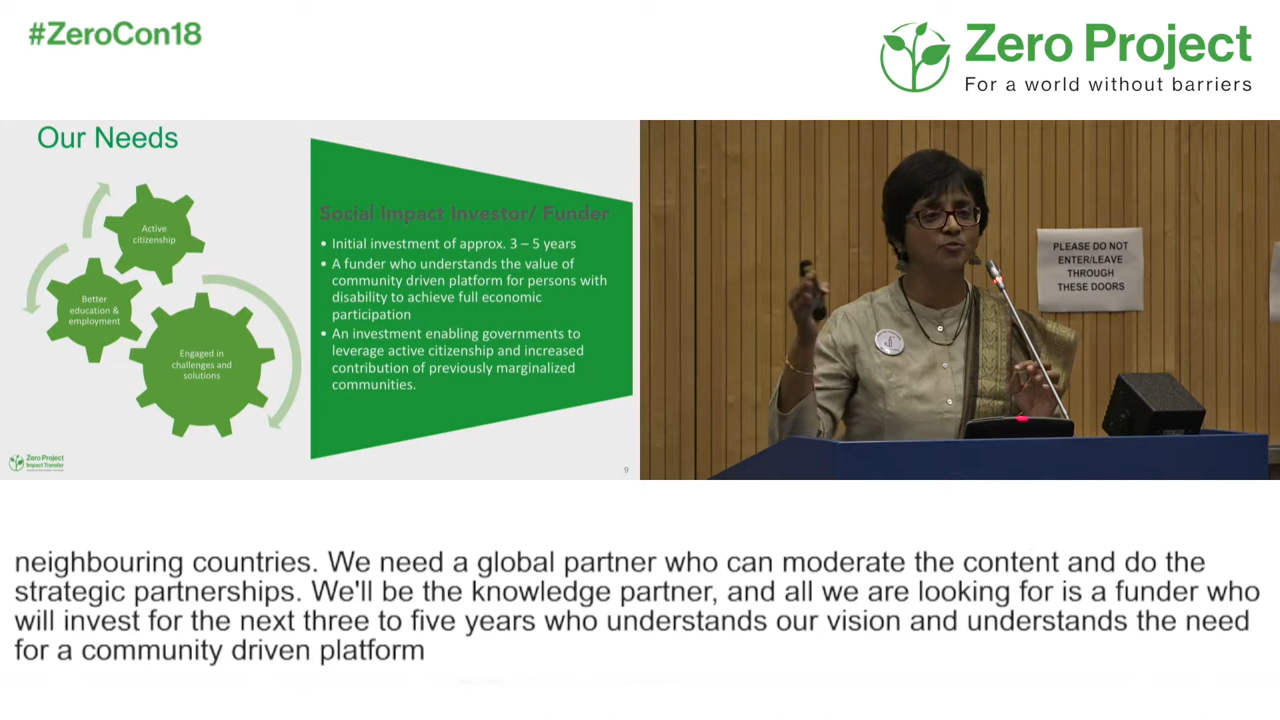 #ZeroCon18
Zero Project
For a world without barriers
Our Needs
Active
citizenship
Better
education &
employment
Engaged in
challenges and
solutions
Social Impact Investor/ Funder
• Initial investment of approx. 3 – 5 years
• A funder who understands the value of
community driven platform for persons with
disability to achieve full economic
participation
• An investment enabling governments to
leverage active citizenship and increased
contribution of previously marginalized
communities.
Zero Project
Impact Transfer
9
PLEASE DO NOT
ENTER/LEAVE
THROUGH
THESE DOORS
neighbouring countries. We need a global partner who can moderate the content and do the
strategic partnerships. We'll be the knowledge partner, and all we are looking for is a funder who
will invest for the next three to five years who understands our vision and understands the need
for a community driven platform